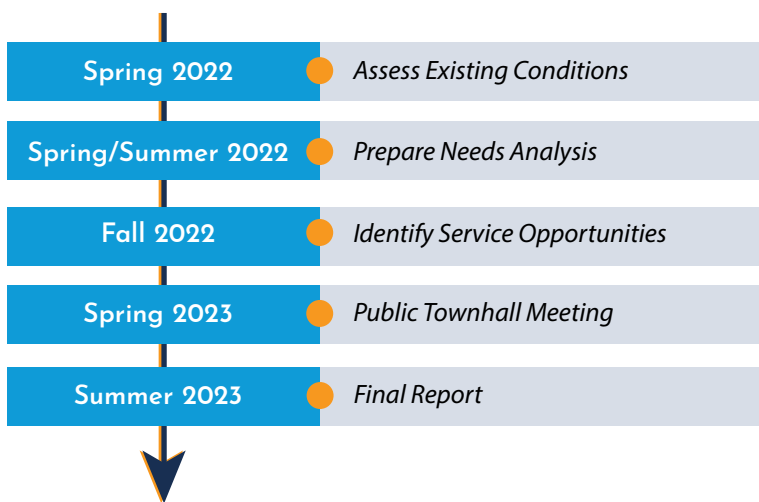 Spring 2022 Assess Existing Conditions
Spring/Summer 2022 Prepare Needs Analysis
Fall 2022 Identify Service Opportunities
Spring 2023 Public Townhall Meeting
Summer 2023 Final Report